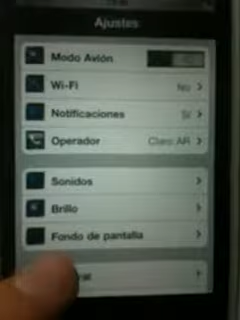 Ajustes
Modo Avión
Wi-Fi No
Notificaciones Sí
Operador Claro AR
Sonidos
Brillo
Fondo de pantalla